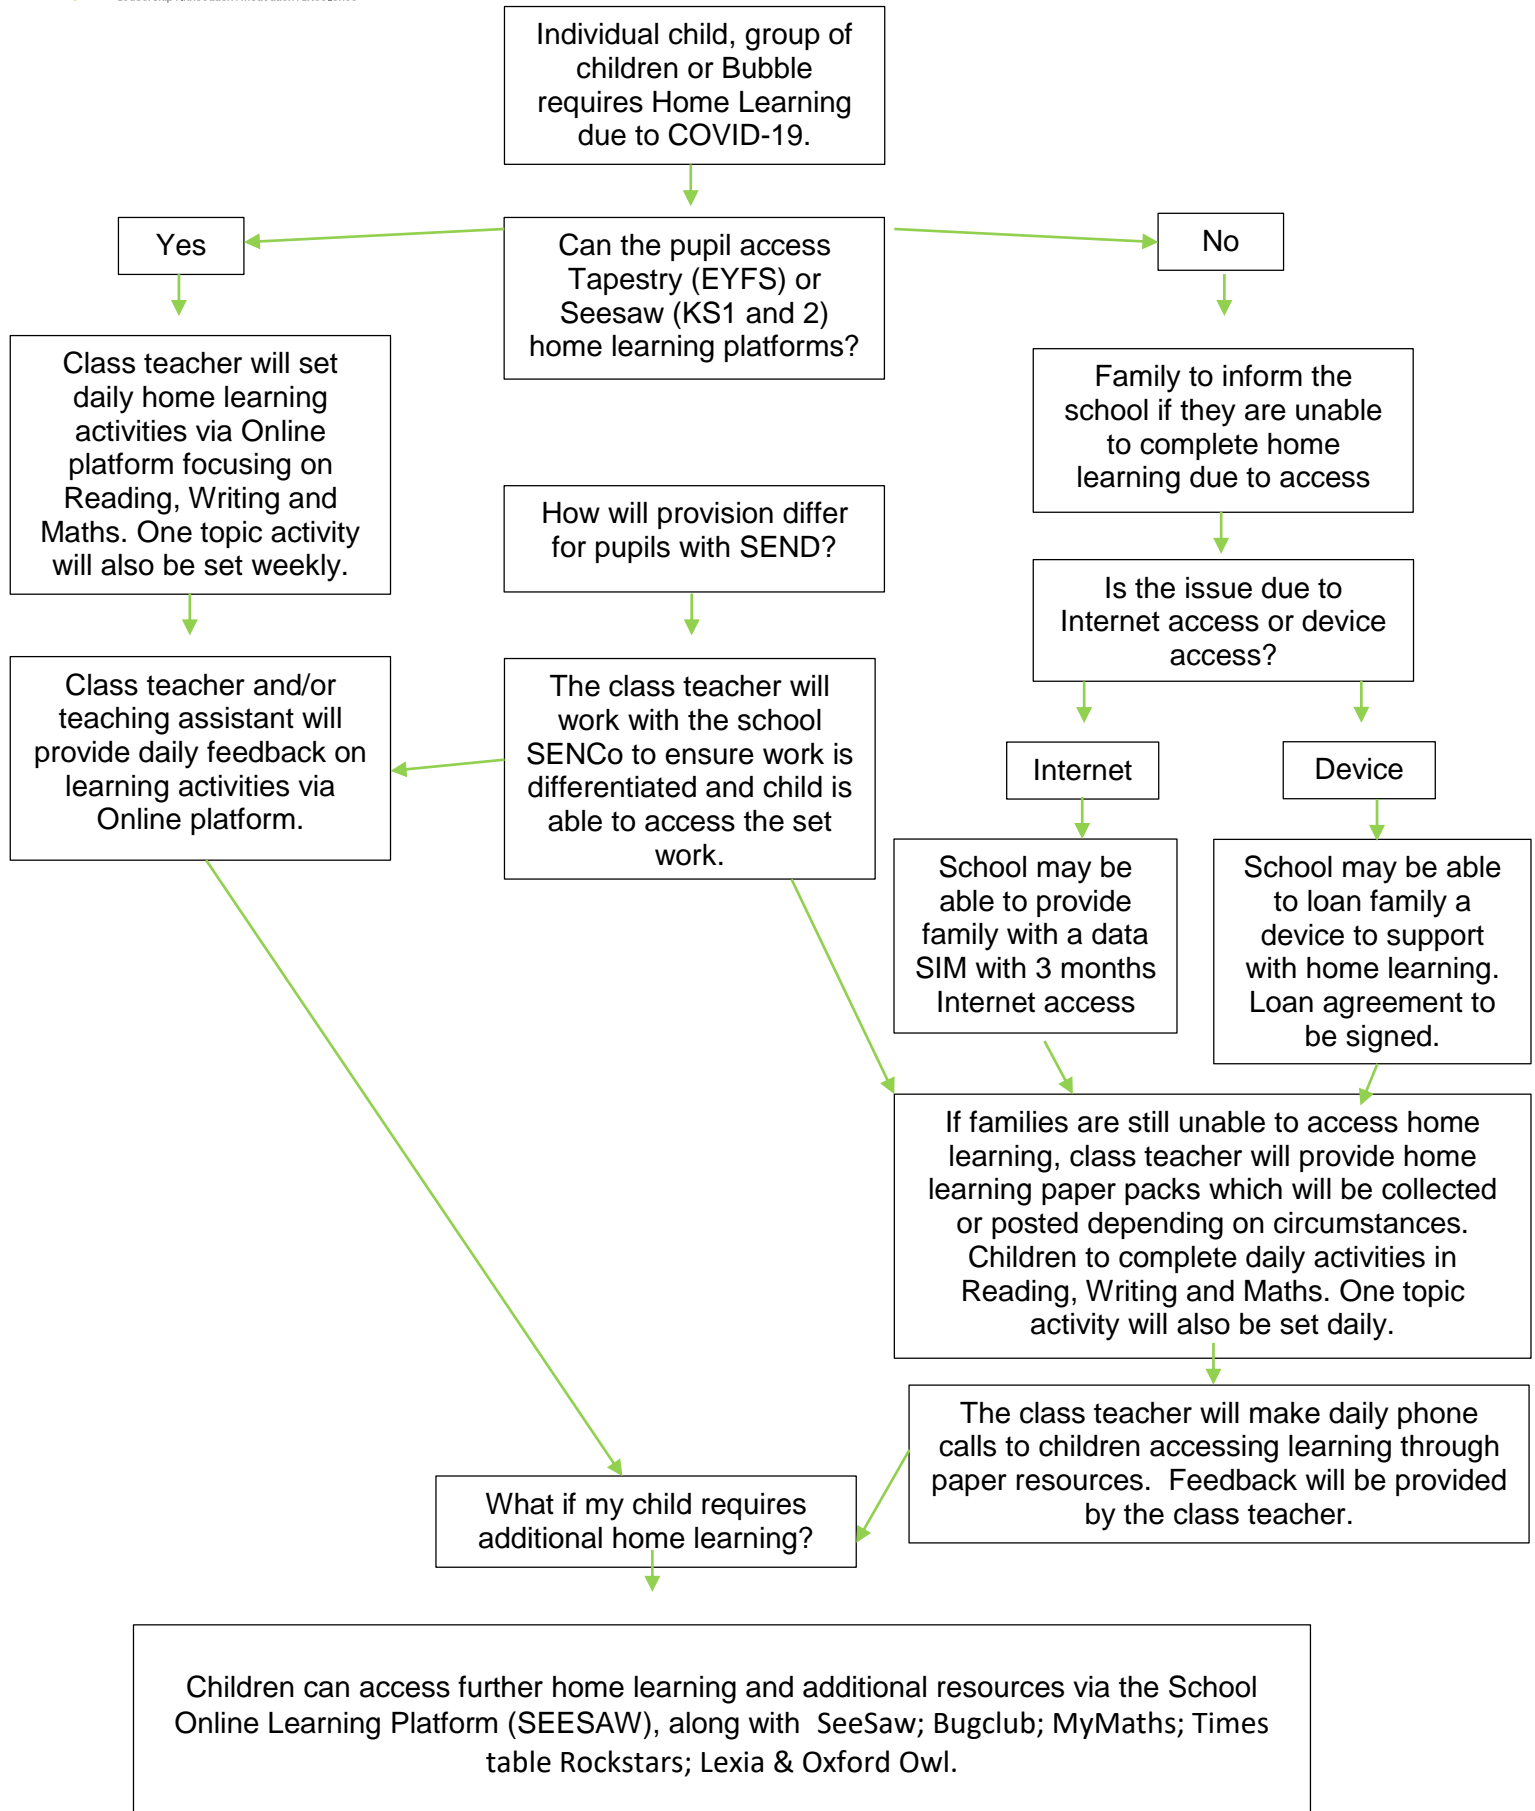 Individual child, group of
children or Bubble
requires Home Learning
due to COVID-19.
Yes
Can the pupil access
Tapestry (EYFS) or
Seesaw (KS1 and 2)
home learning platforms?
No
Class teacher will set
daily home learning
activities via Online
platform focusing on
Reading, Writing and
Maths. One topic activity
will also be set weekly.
Family to inform the
school if they are unable
to complete home
learning due to access
How will provision differ
for pupils with SEND?
Is the issue due to
Internet access or device
access?
Class teacher and/or
teaching assistant will
provide daily feedback on
learning activities via
Online platform.
The class teacher will
work with the school
SENCo to ensure work is
differentiated and child is
able to access the set
work.
Internet
Device
School may be
able to provide
family with a data
SIM with 3 months
Internet access
School may be able
to loan family a
device to support
with home learning.
Loan agreement to
be signed.
If families are still unable to access home
learning, class teacher will provide home
learning paper packs which will be collected
or posted depending on circumstances.
Children to complete daily activities in
Reading, Writing and Maths. One topic
activity will also be set daily.
The class teacher will make daily phone
calls to children accessing learning through
paper resources.  Feedback will be provided
by the class teacher.
What if my child requires
additional home learning?
Children can access further home learning and additional resources via the School
Online Learning Platform (SEESAW), along with  SeeSaw; Bugclub; MyMaths; Times
table Rockstars; Lexia & Oxford Owl.